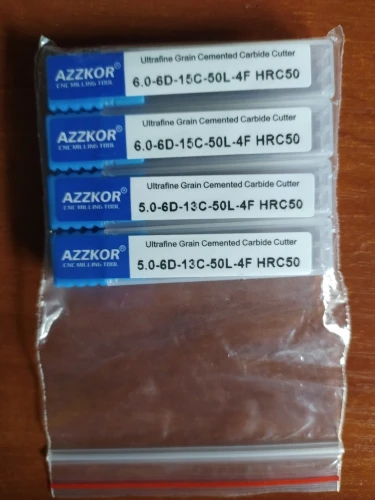 AZZKOR®
CNC MILLING TOOL
Ultrafine Grain Cemented Carbide Cutter
6.0-6D-15C-50L-4F HRC50
AZZKOR®
CNC MILLING TOOL
Ultrafine Grain Cemented Carbide Cutter
6.0-6D-15C-50L-4F HRC50
AZZKOR®
CNC MILLING TOOL
Ultrafine Grain Cemented Carbide Cutter
5.0-6D-13C-50L-4F HRC50
AZZKOR®
CNC MILLING TOOL
Ultrafine Grain Cemented Carbide Cutter
5.0-6D-13C-50L-4F HRC50